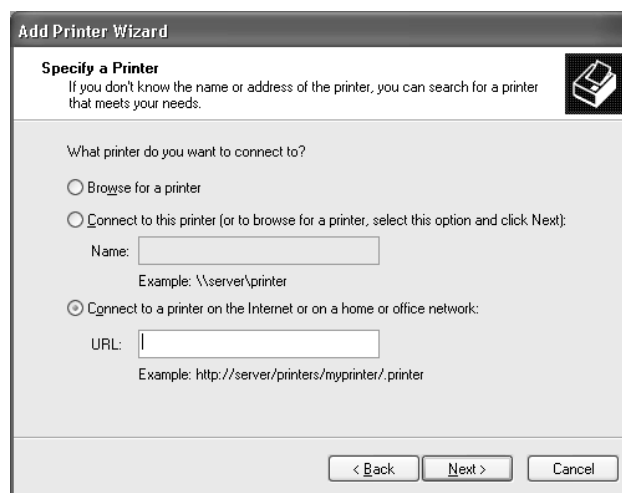 Add Printer Wizard
Specify a Printer
If you don't know the name or address of the printer, you can search for a printer
that meets your needs.
What printer do you want to connect to?
Browse for a printer
Connect to this printer (or to browse for a printer, select this option and click Next):
Name:
Example: \\server\printer
Connect to a printer on the Internet or on a home or office network:
URL:
Example: http://server/printers/myprinter/.printer
< Back Next > Cancel